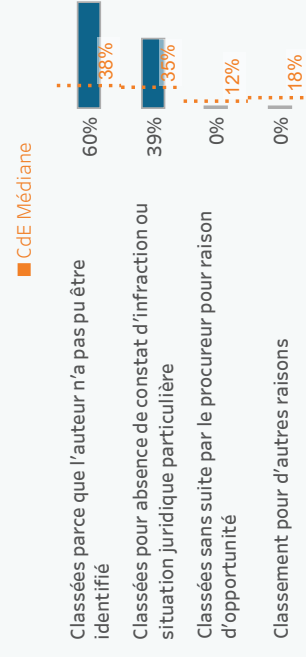 CdE Médiane
Classées parce que l'auteur n'a pas pu être
identifié
60%
38%
Classées pour absence de constat d'infraction ou
situation juridique particulière
39%
35%
Classées sans suite par le procureur pour raison
d'opportunité
0%
12%
Classement pour d'autres raisons
0%
18%